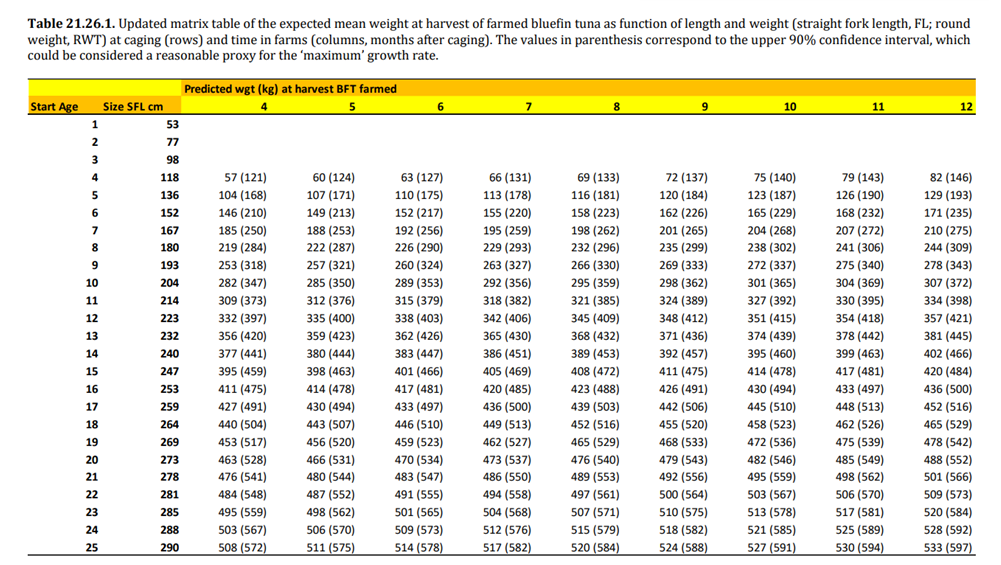 Table 21.26.1. Updated matrix table of the expected mean weight at harvest of farmed bluefin tuna as function of length and weight (straight fork length, FL; round
weight, RWT) at caging (rows) and time in farms (columns, months after caging). The values in parenthesis correspond to the upper 90% confidence interval, which
could be considered a reasonable proxy for the ‘maximum’ growth rate.
Predicted wgt (kg) at harvest BFT farmed
Start Age Size SFL cm 4 5 6 7 8 9 10 11 12
1 53
2 77
3 98
4 118 57 (121) 60 (124) 63 (127) 66 (131) 69 (133) 72 (137) 75 (140) 79 (143) 82 (146)
5 136 104 (168) 107 (171) 110 (175) 113 (178) 116 (181) 120 (184) 123 (187) 126 (190) 129 (193)
6 152 146 (210) 149 (213) 152 (217) 155 (220) 158 (223) 162 (226) 165 (229) 168 (232) 171 (235)
7 167 185 (250) 188 (253) 192 (256) 195 (259) 198 (262) 201 (265) 204 (268) 207 (272) 210 (275)
8 180 219 (284) 222 (287) 226 (290) 229 (293) 232 (296) 235 (299) 238 (302) 241 (306) 244 (309)
9 193 253 (318) 257 (321) 260 (324) 263 (327) 266 (330) 269 (333) 272 (337) 275 (340) 278 (343)
10 204 282 (347) 285 (350) 289 (353) 292 (356) 295 (359) 298 (362) 301 (365) 304 (369) 307 (372)
11 214 309 (373) 312 (376) 315 (379) 318 (382) 321 (385) 324 (389) 327 (392) 330 (395) 334 (398)
12 223 332 (397) 335 (400) 338 (403) 342 (406) 345 (409) 348 (412) 351 (415) 354 (418) 357 (421)
13 232 356 (420) 359 (423) 362 (426) 365 (430) 368 (432) 371 (436) 374 (439) 378 (442) 381 (445)
14 240 377 (441) 380 (444) 383 (447) 386 (451) 389 (453) 392 (457) 395 (460) 399 (463) 402 (466)
15 247 395 (459) 398 (463) 401 (466) 405 (469) 408 (472) 411 (475) 414 (478) 417 (481) 420 (484)
16 253 411 (475) 414 (478) 417 (481) 420 (485) 423 (488) 426 (491) 430 (494) 433 (497) 436 (500)
17 259 427 (491) 430 (494) 433 (497) 436 (500) 439 (503) 442 (506) 445 (510) 448 (513) 452 (516)
18 264 440 (504) 443 (507) 446 (510) 449 (513) 452 (516) 455 (520) 458 (523) 462 (526) 465 (529)
19 269 453 (517) 456 (520) 459 (523) 462 (527) 465 (529) 468 (533) 472 (536) 475 (539) 478 (542)
20 273 463 (528) 466 (531) 470 (534) 473 (537) 476 (540) 479 (543) 482 (546) 485 (549) 488 (552)
21 278 476 (541) 480 (544) 483 (547) 486 (550) 489 (553) 492 (556) 495 (559) 498 (562) 501 (566)
22 281 484 (548) 487 (552) 491 (555) 494 (558) 497 (561) 500 (564) 503 (567) 506 (570) 509 (573)
23 285 495 (559) 498 (562) 501 (565) 504 (568) 507 (571) 510 (575) 513 (578) 517 (581) 520 (584)
24 288 503 (567) 506 (570) 509 (573) 512 (576) 515 (579) 518 (582) 521 (585) 525 (589) 528 (592)
25 290 508 (572) 511 (575) 514 (578) 517 (582) 520 (584) 524 (588) 527 (591) 530 (594) 533 (597)